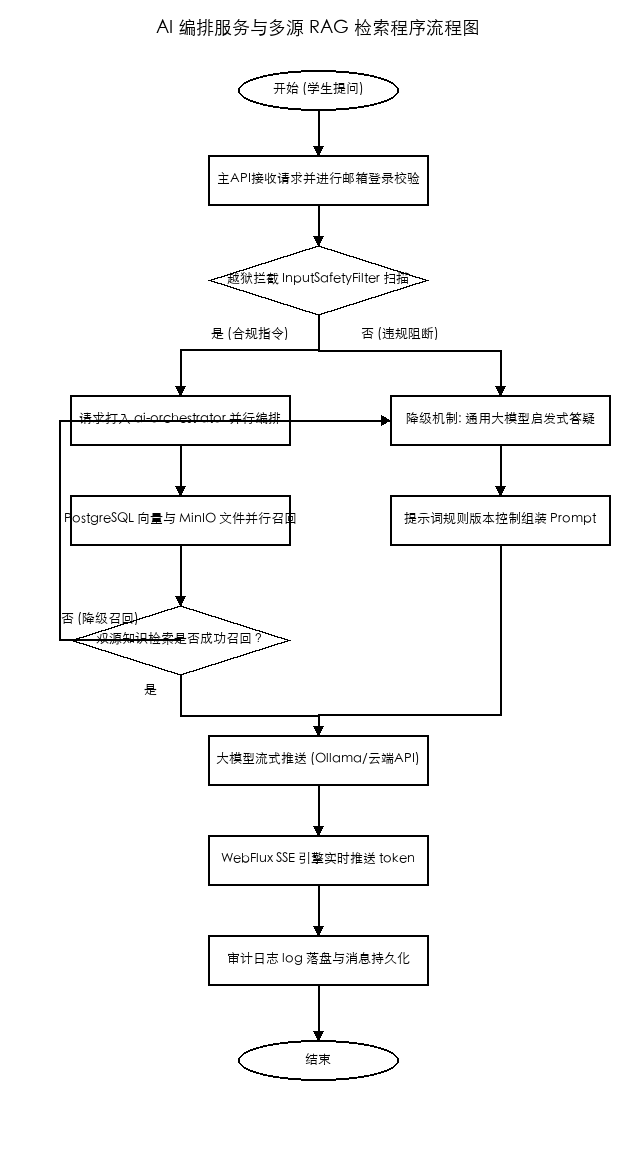 AI 编排服务与多源 RAG 检索程序流程图
开始 (学生提问)
主API接收请求并进行邮箱登录校验
越狱拦截 InputSafetyFilter 扫描
是 (合规指令)
否 (违规阻断)
请求打入 ai-orchestrator 并行编排
降级机制: 通用大模型启发式答疑
PostgreSQL 向量与 MinIO 文件并行召回
提示词规则版本控制组装 Prompt
否 (降级召回)
双源知识检索是否成功召回？
是
大模型流式推送 (Ollama/云端API)
WebFlux SSE 引擎实时推送 token
审计日志 log 落盘与消息持久化
结束